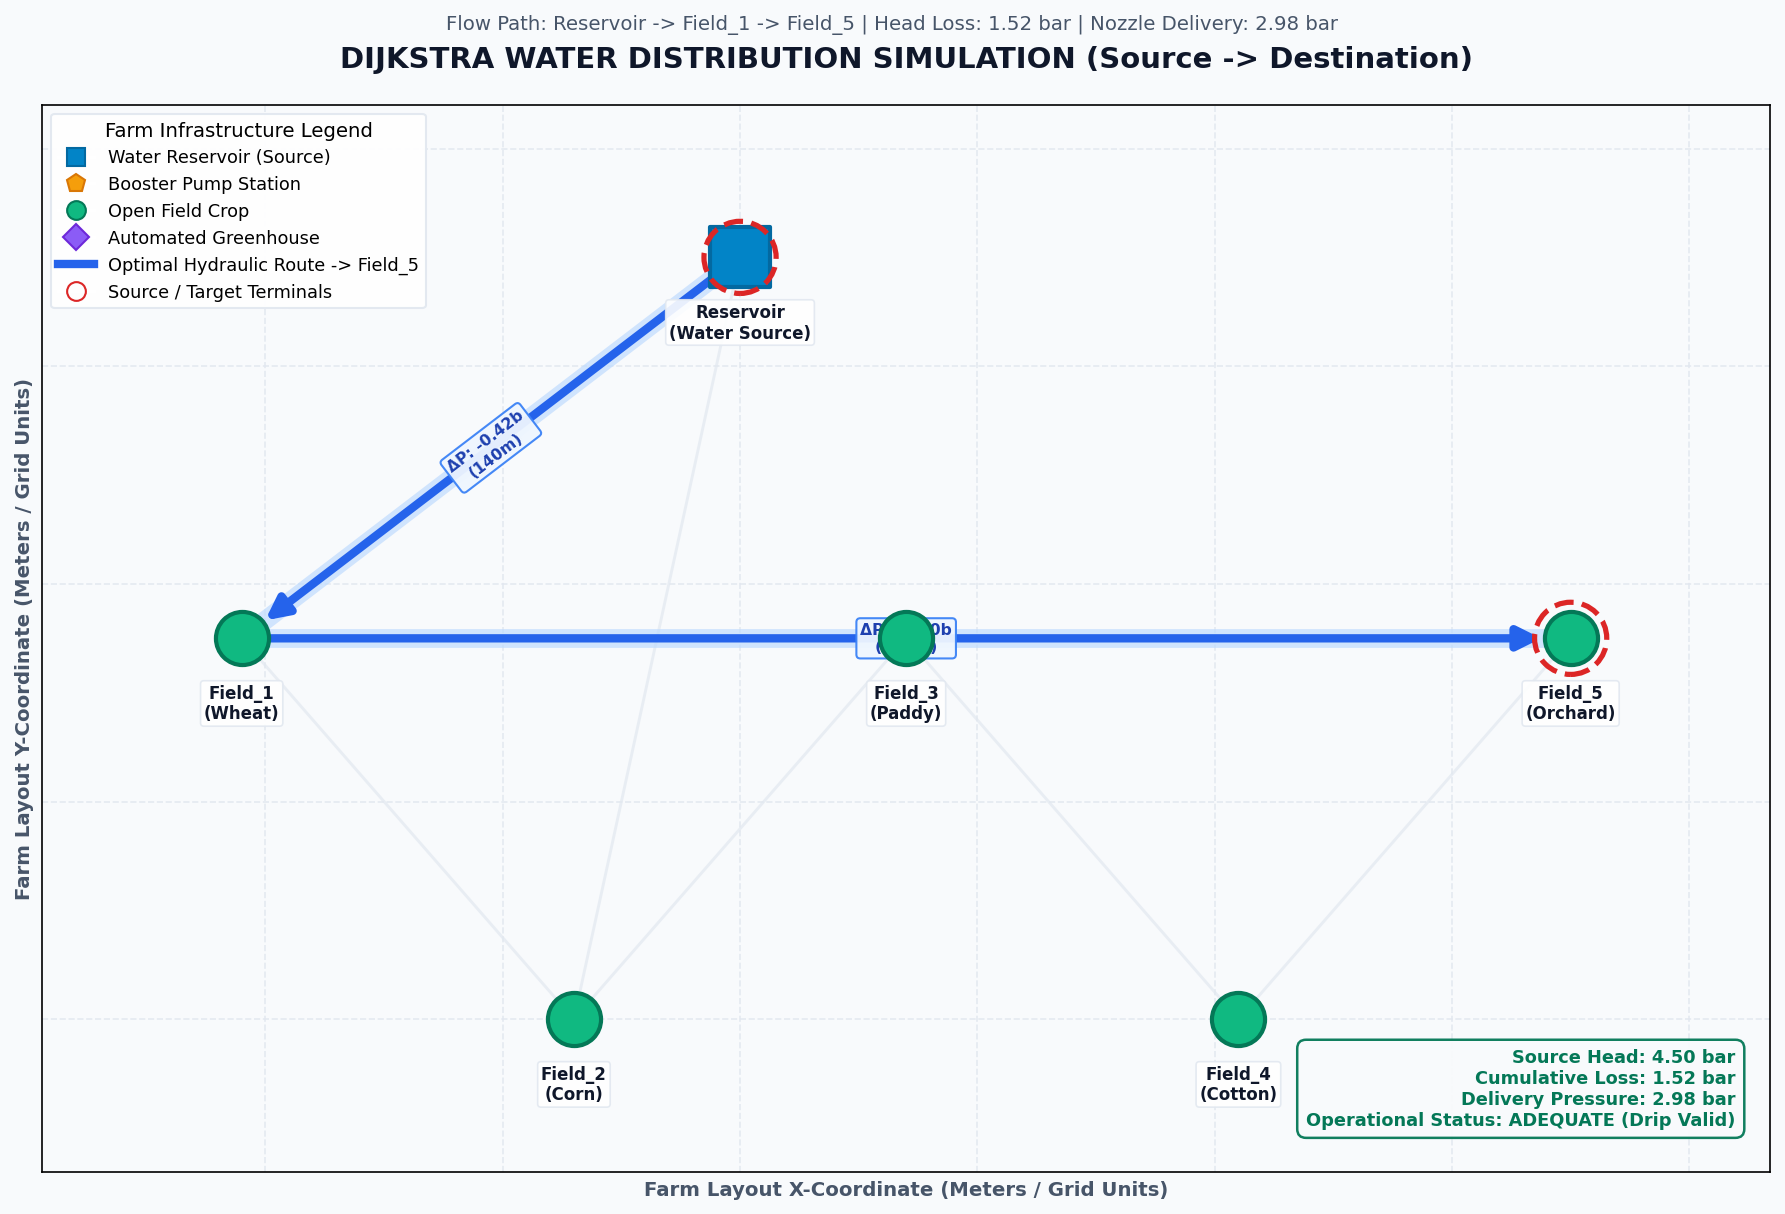 Flow Path: Reservoir -> Field_1 -> Field_5 | Head Loss: 1.52 bar | Nozzle Delivery: 2.98 bar
DIJKSTRA WATER DISTRIBUTION SIMULATION (Source -> Destination)
Farm Infrastructure Legend
Water Reservoir (Source)
Booster Pump Station
Open Field Crop
Automated Greenhouse
Optimal Hydraulic Route -> Field_5
Source / Target Terminals
Reservoir
(Water Source)
ΔP: -0.42b
(140m)
Field_1
(Wheat)
Field_3
(Paddy)
Field_5
(Orchard)
Field_2
(Corn)
Field_4
(Cotton)
Source Head: 4.50 bar
Cumulative Loss: 1.52 bar
Delivery Pressure: 2.98 bar
Operational Status: ADEQUATE (Drip Valid)
Farm Layout X-Coordinate (Meters / Grid Units)
Farm Layout Y-Coordinate (Meters / Grid Units)